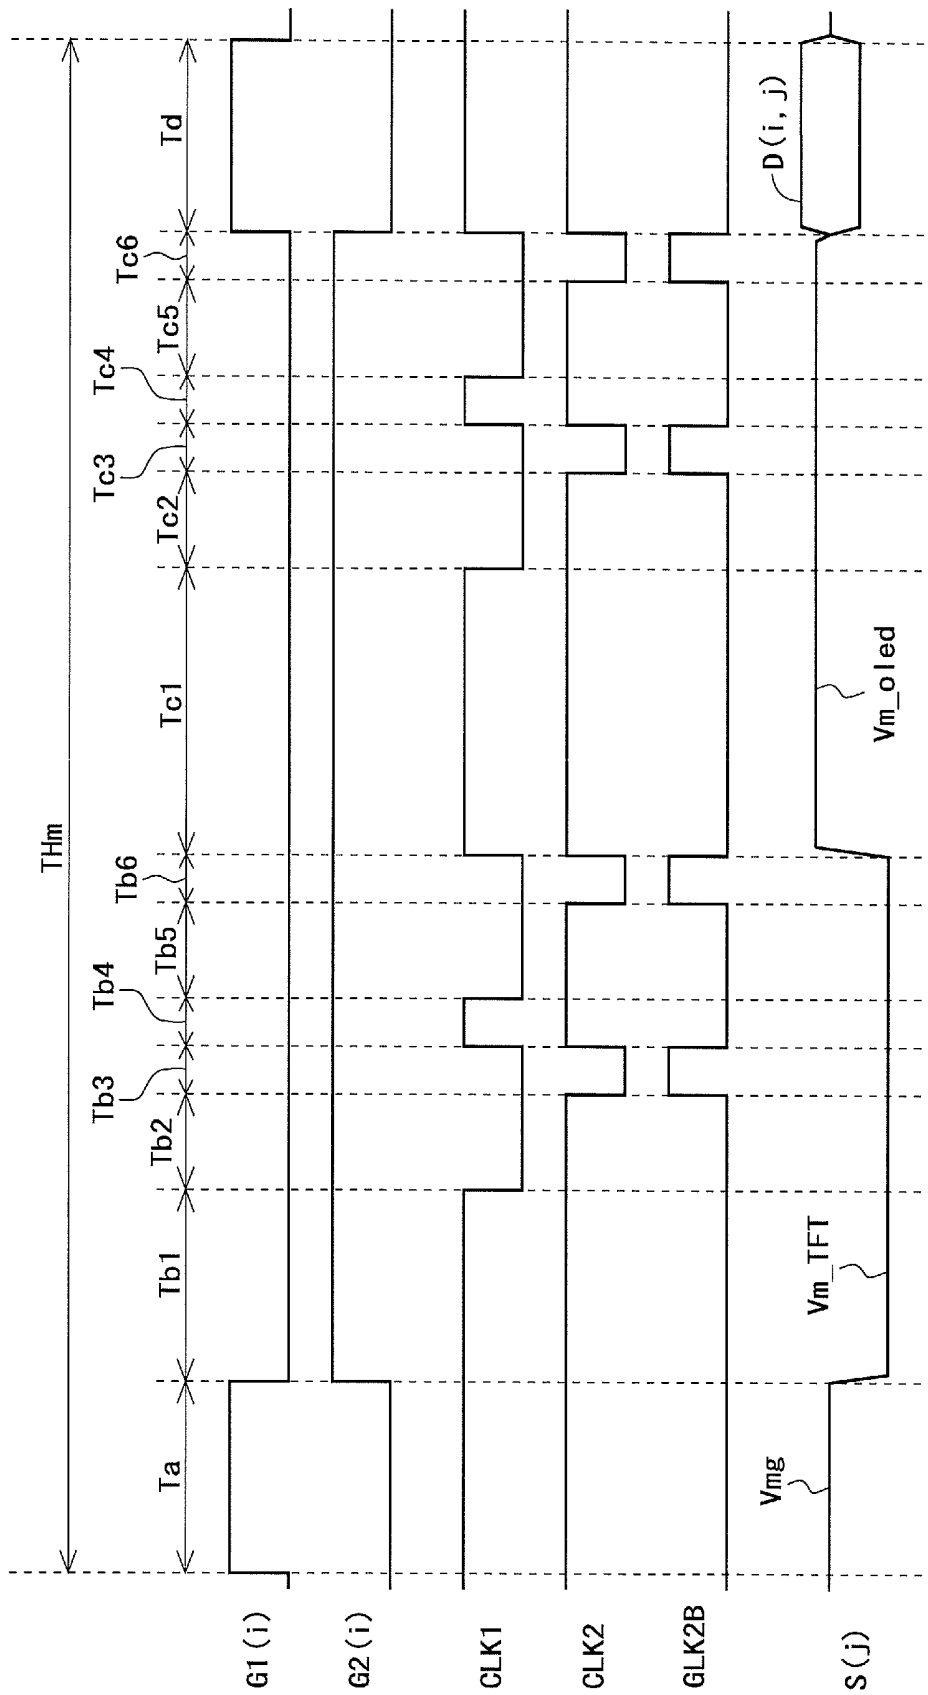 THm
Ta
Tb1
Tb2
Tb3
Tb4
Tb5
Tb6
Tc1
Tc2
Tc3
Tc4
Tc5
Tc6
Td
G1(i)
G2(i)
CLK1
CLK2
GLK2B
S(j)
Vmg
Vm_TFT
Vm_oled
D(i,j)